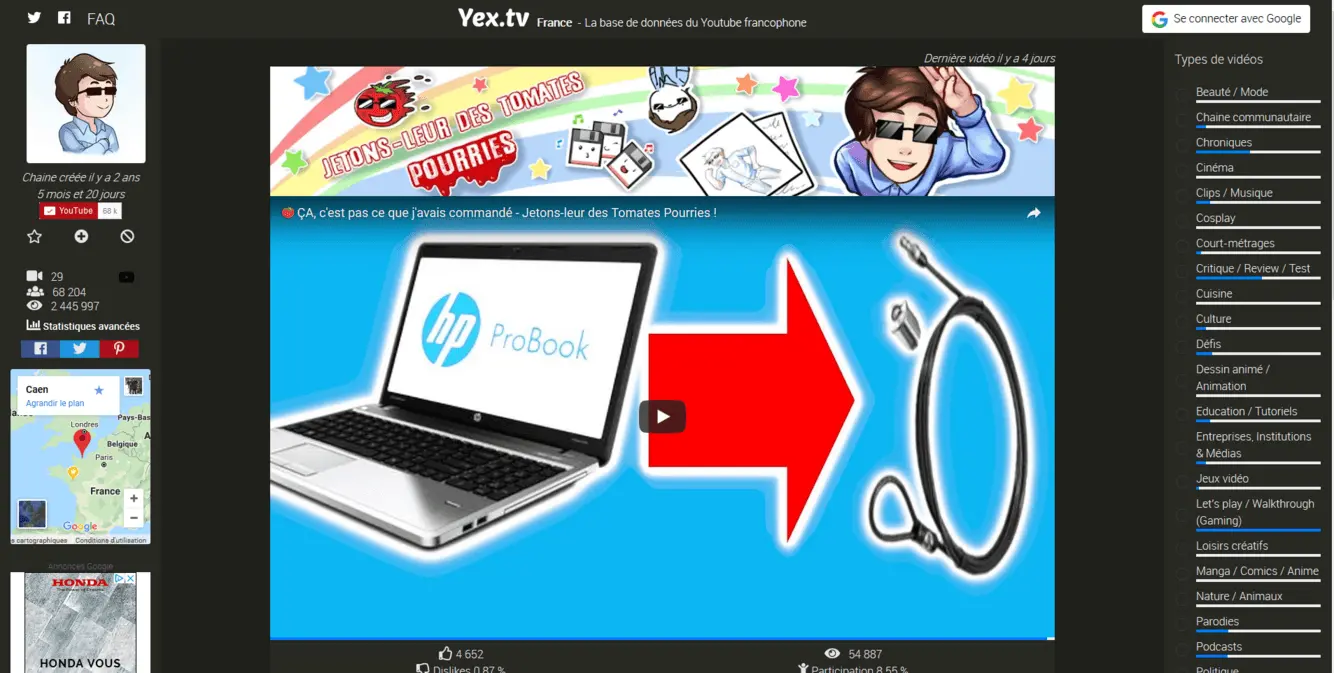 FAQ
Yex.tv France - La base de données du Youtube francophone
Se connecter avec Google
Chaine créée il y a 2 ans
5 mois et 20 jours
YouTube 68 k
29
68 204
2 445 997
Statistiques avancées
Caen
Agrandir le plan
Londres
Pays-Bas
Belgique
Paris
France
+
−
Google
s cartographiques Conditions d'utilisation
Annonces Google
HONDA
The Power of Dreams
HONDA VOUS
Dernière vidéo il y a 4 jours
JETONS-LEUR DES TOMATES
POURRIES
ÇA, c'est pas ce que j'avais commandé - Jetons-leur des Tomates Pourries !
hp ProBook
hp
4 652
54 887
Dislikes 0.87 %
Participation 8.55 %
Types de vidéos
Beauté / Mode
Chaine communautaire
Chroniques
Cinéma
Clips / Musique
Cosplay
Court-métrages
Critique / Review / Test
Cuisine
Culture
Défis
Dessin animé /
Animation
Education / Tutoriels
Entreprises, Institutions
& Médias
Jeux vidéo
Let's play / Walkthrough
(Gaming)
Loisirs créatifs
Manga / Comics / Anime
Nature / Animaux
Parodies
Podcasts
Politique